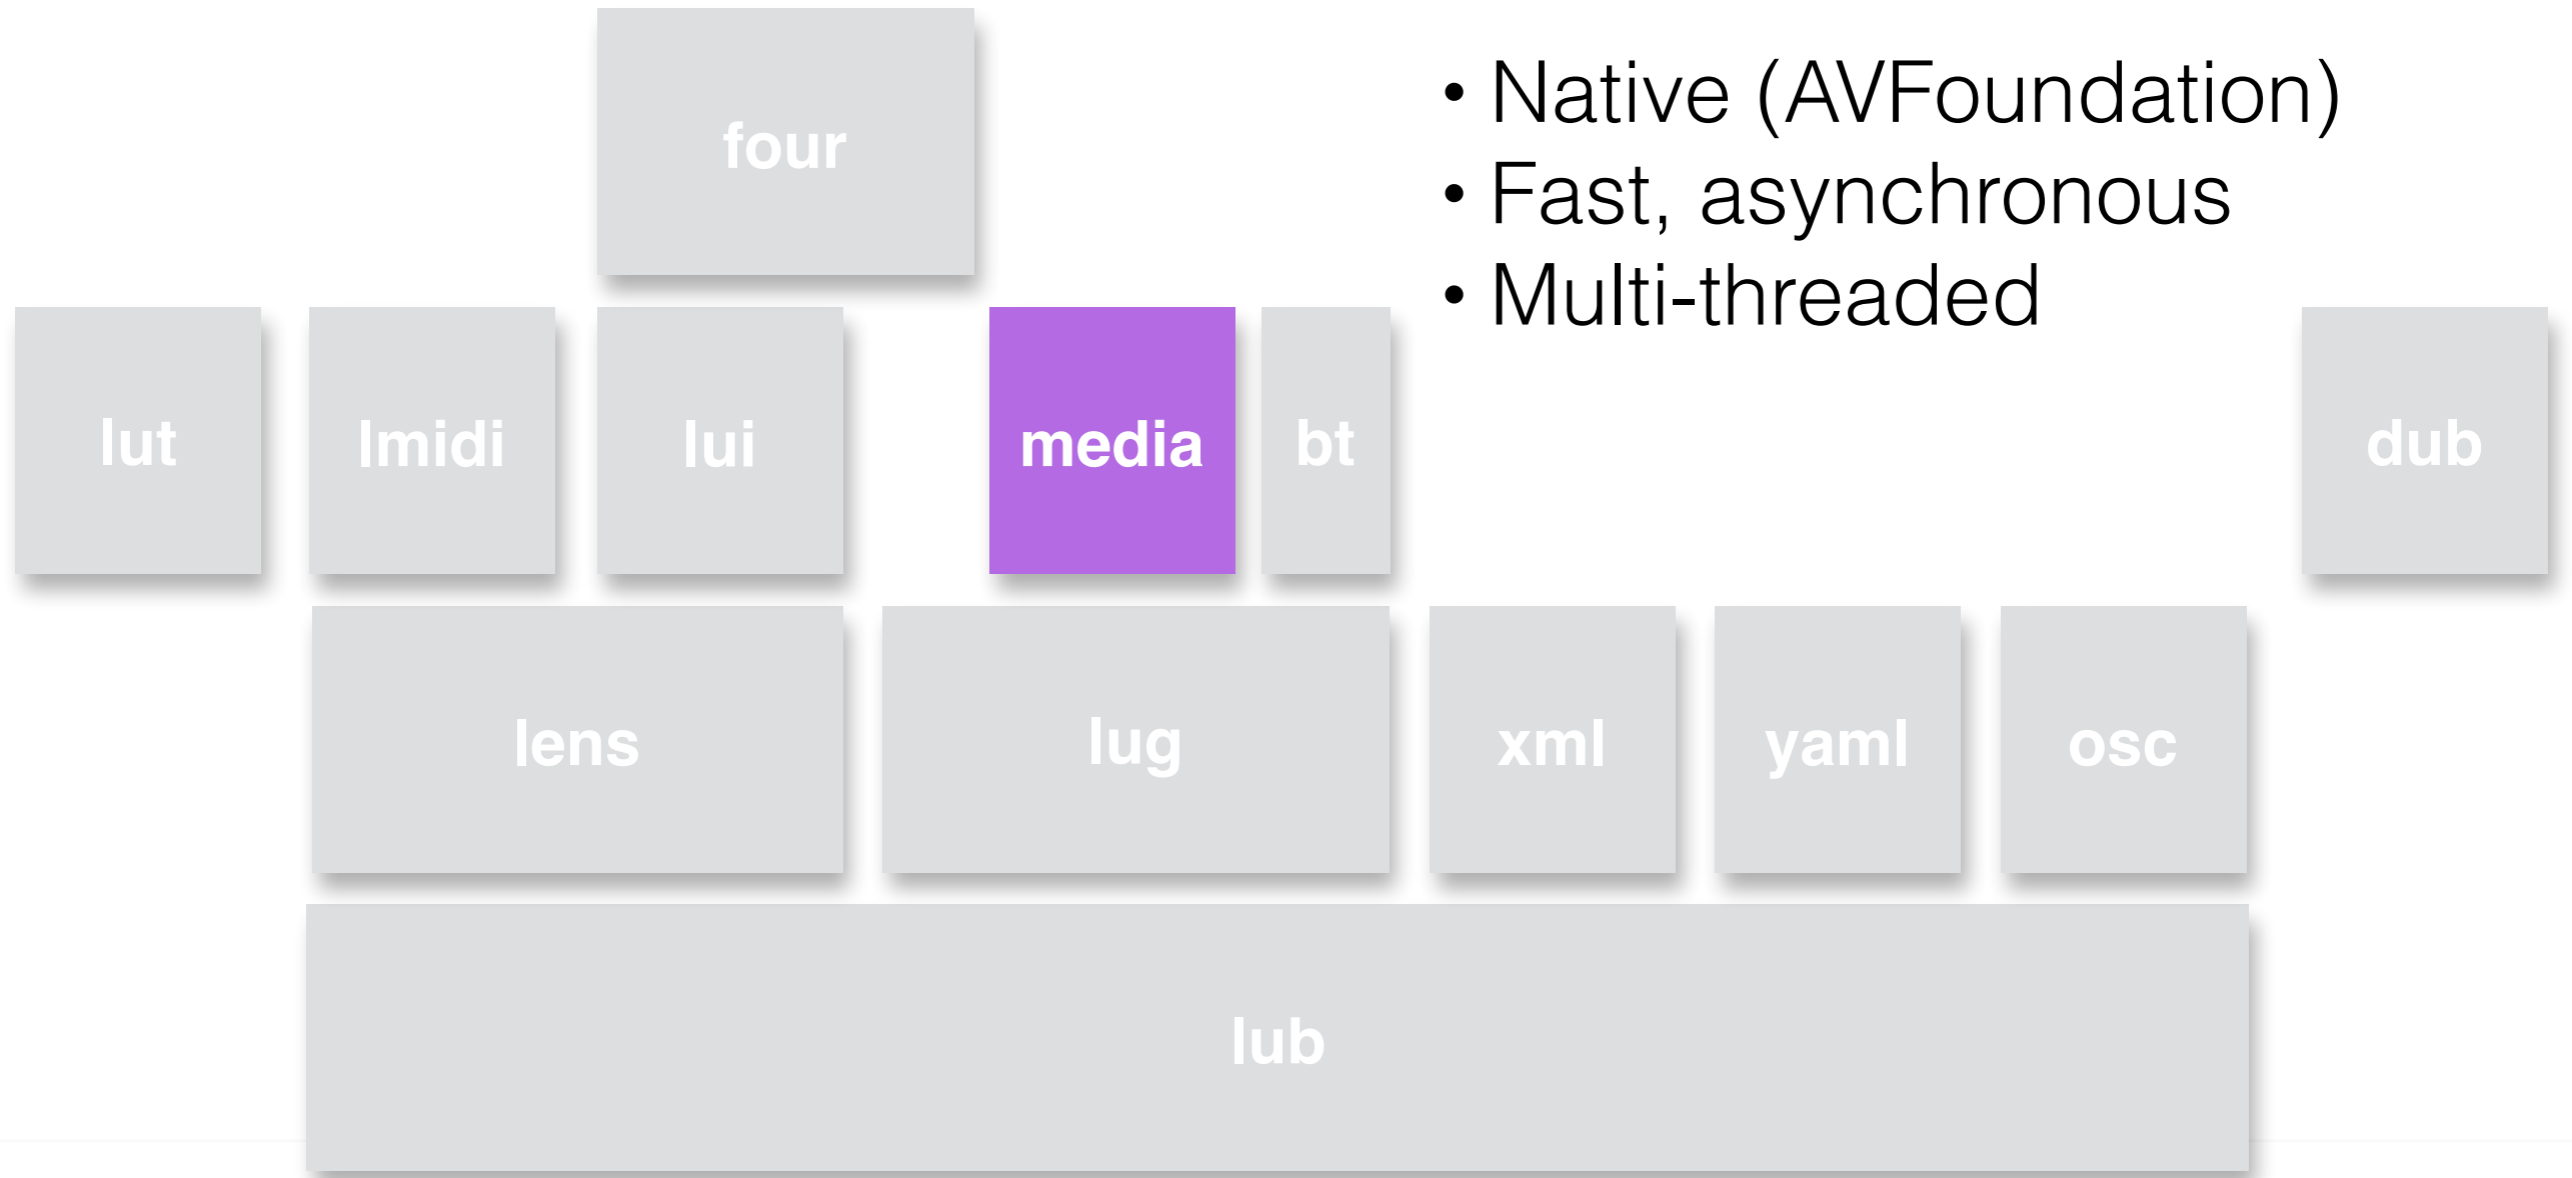 four
• Native (AVFoundation)
• Fast, asynchronous
• Multi-threaded
lut
lmidi
lui
media
bt
dub
lens
lug
xml
yaml
osc
lub